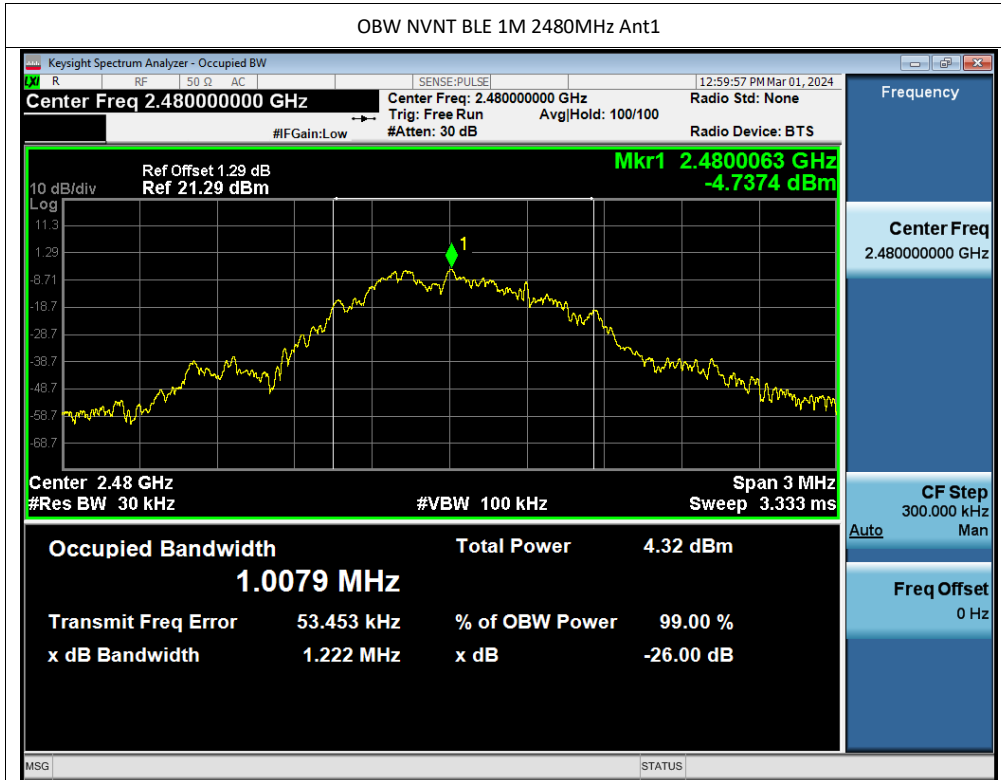 OBW NVNT BLE 1M 2480MHz Ant1
Keysight Spectrum Analyzer - Occupied BW
LXI R RF 50 Ω AC SENSE:PULSE 12:59:57 PM Mar 01, 2024
Center Freq 2.480000000 GHz
Center Freq: 2.480000000 GHz Radio Std: None
Trig: Free Run Avg|Hold: 100/100
#IFGain:Low #Atten: 30 dB Radio Device: BTS
Frequency
Mkr1 2.4800063 GHz
-4.7374 dBm
Ref Offset 1.29 dB
10 dB/div Ref 21.29 dBm
Log
11.3
1.29
-8.71
-18.7
-28.7
-38.7
-48.7
-58.7
-68.7
1
Center 2.48 GHz Span 3 MHz
#Res BW 30 kHz #VBW 100 kHz Sweep 3.333 ms
Center Freq
2.480000000 GHz
CF Step
300.000 kHz
Auto Man
Freq Offset
0 Hz
Occupied Bandwidth Total Power 4.32 dBm
1.0079 MHz
Transmit Freq Error 53.453 kHz % of OBW Power 99.00 %
x dB Bandwidth 1.222 MHz x dB -26.00 dB
MSG STATUS